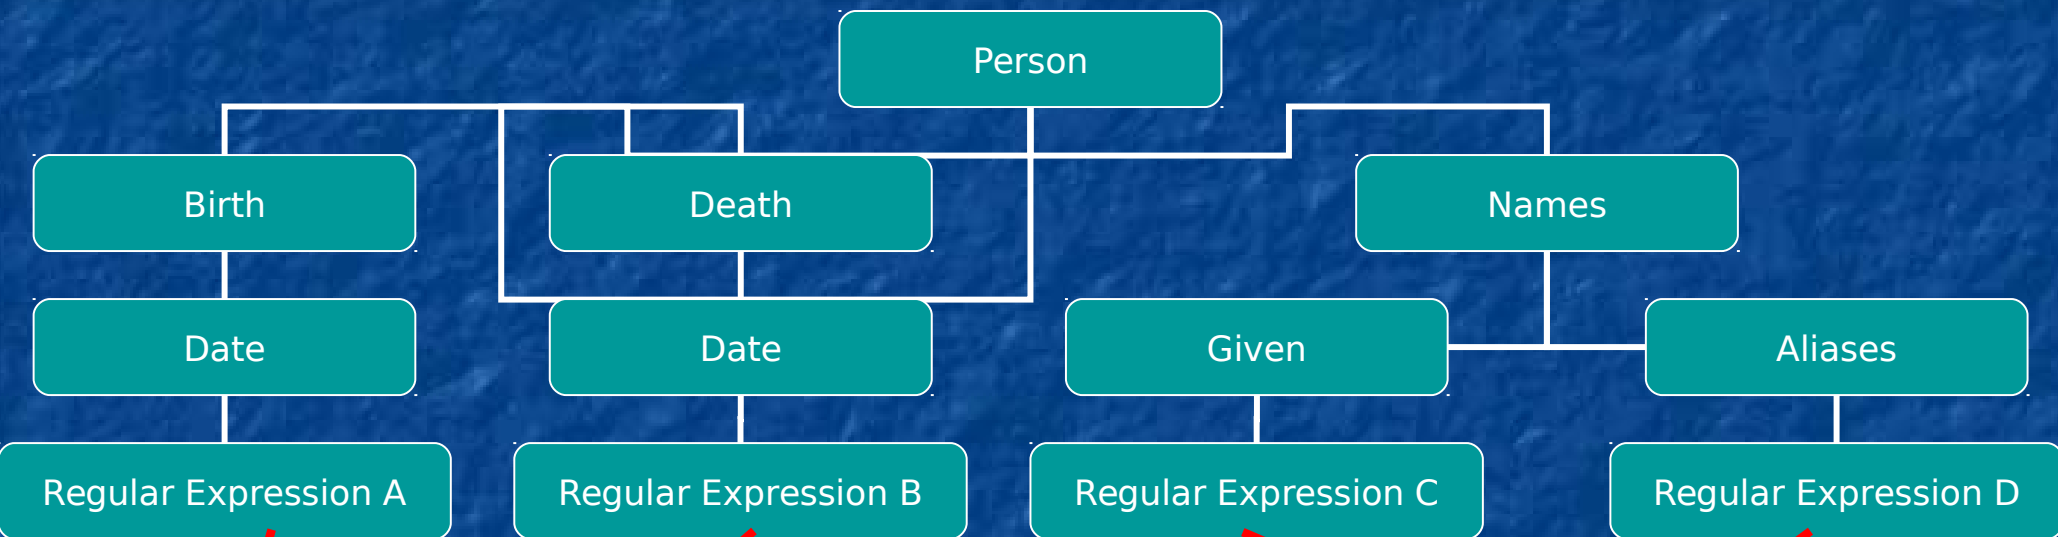 Person
Birth
Death
Names
Date
Date
Given
Aliases
Regular Expression A
Regular Expression B
Regular Expression C
Regular Expression D